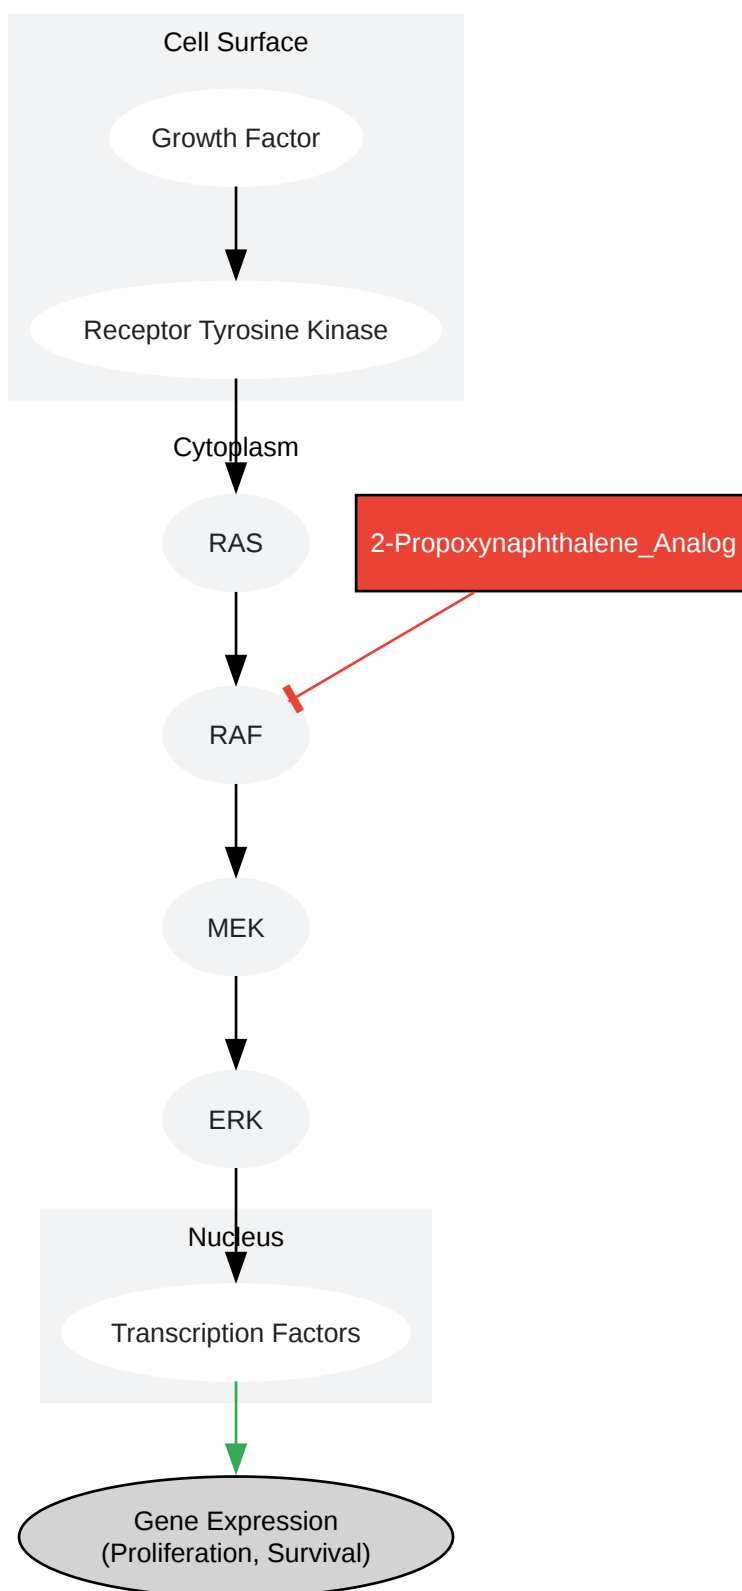 Cell Surface
Growth Factor
Receptor Tyrosine Kinase
Cytoplasm
RAS
2-Propoxynaphthalene_Analog
RAF
MEK
ERK
Nucleus
Transcription Factors
Gene Expression
(Proliferation, Survival)